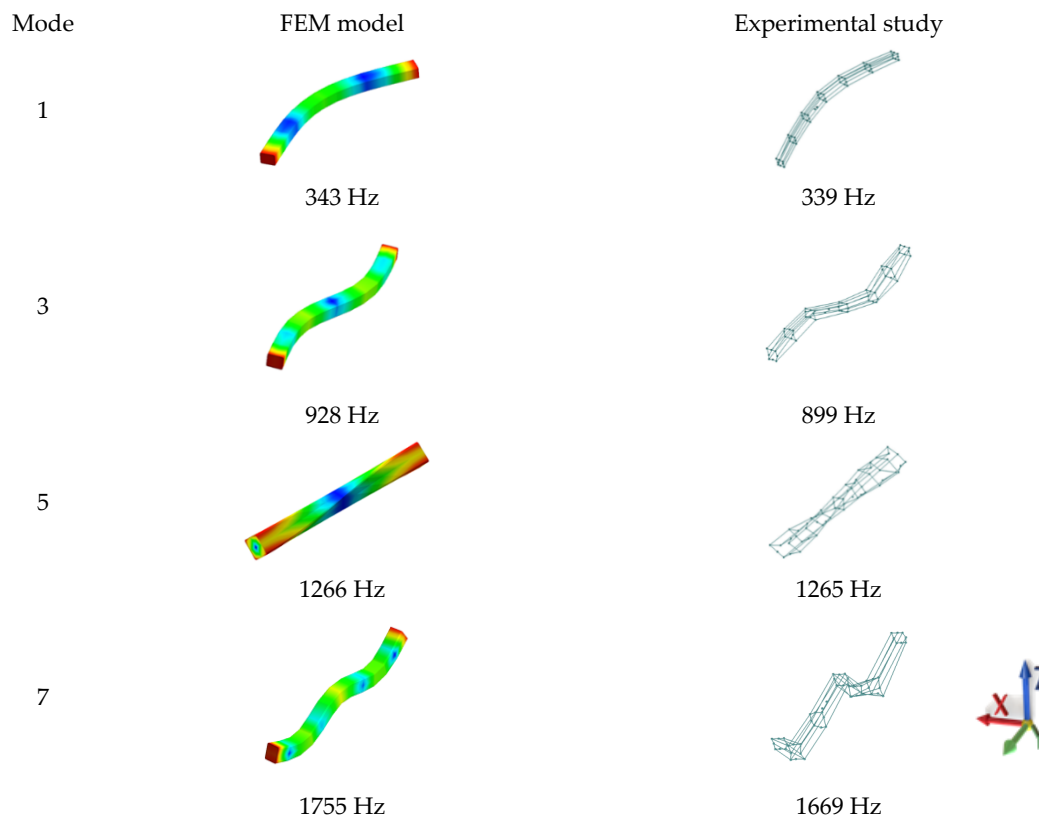 Mode FEM model Experimental study
1
343 Hz 339 Hz
3
928 Hz 899 Hz
5
1266 Hz 1265 Hz
7
X
1755 Hz 1669 Hz